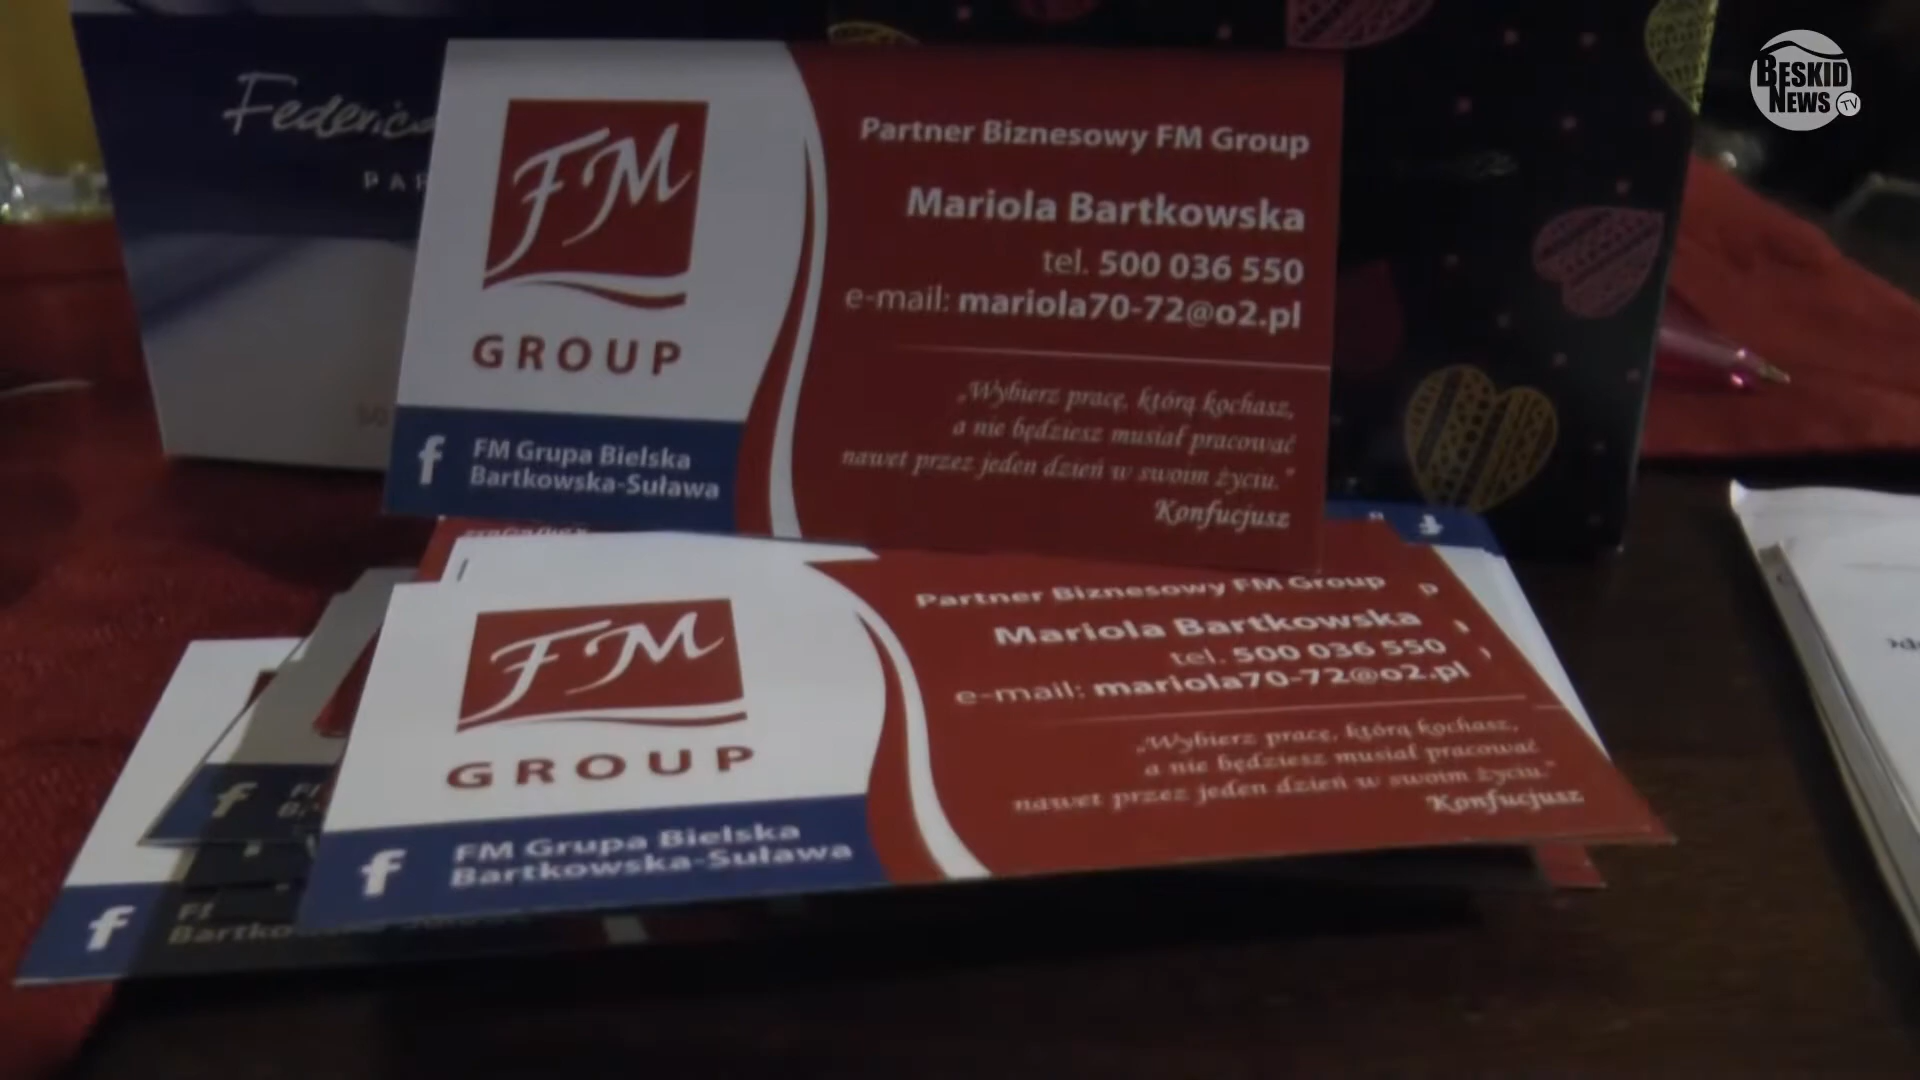 BESKID
NEWS TV
Federico
PAR
FM
GROUP
Partner Biznesowy FM Group
Mariola Bartkowska
tel. 500 036 550
e-mail: mariola70-72@o2.pl
„Wybierz pracę, którą kochasz,
a nie będziesz musiał pracować
nawet przez jeden dzień w swoim życiu."
Konfucjusz
f FM Grupa Bielska
Bartkowska-Suława
FM
GROUP
Partner Biznesowy FM Group
Mariola Bartkowska
tel. 500 036 550
e-mail: mariola70-72@o2.pl
„Wybierz pracę, którą kochasz,
a nie będziesz musiał pracować
nawet przez jeden dzień w swoim życiu."
Konfucjusz
f FM Grupa Bielska
Bartkowska-Suława
f
f
Bartko